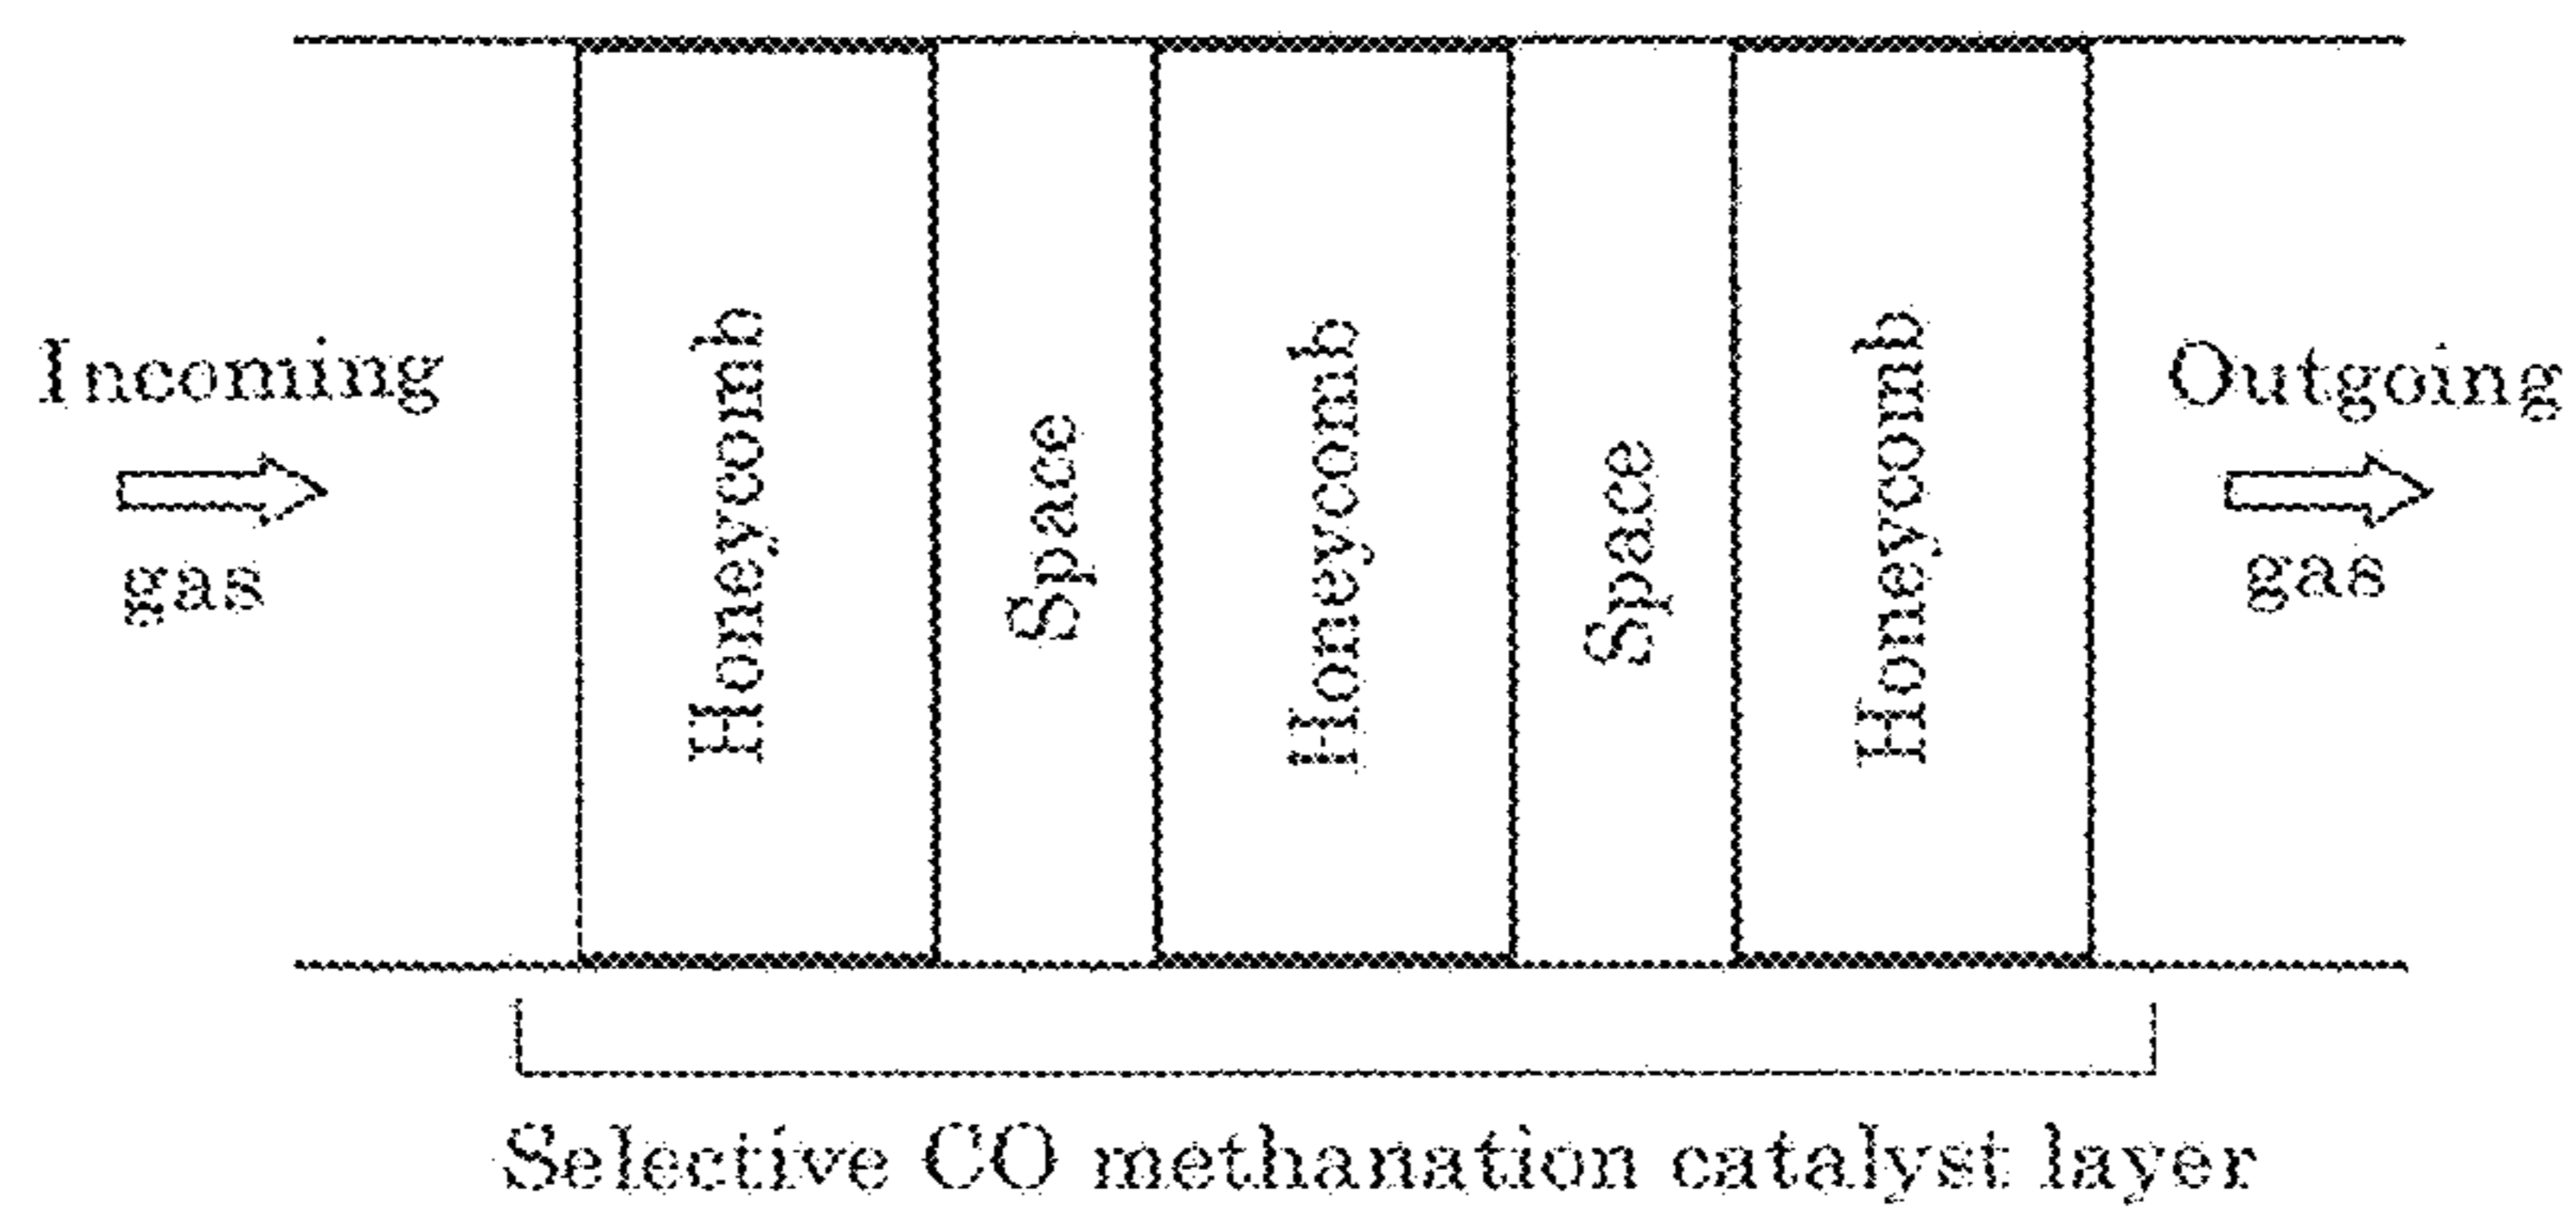 Incoming
gas
Honeycomb
Space
Honeycomb
Space
Honeycomb
Outgoing
gas
Selective CO methanation catalyst layer